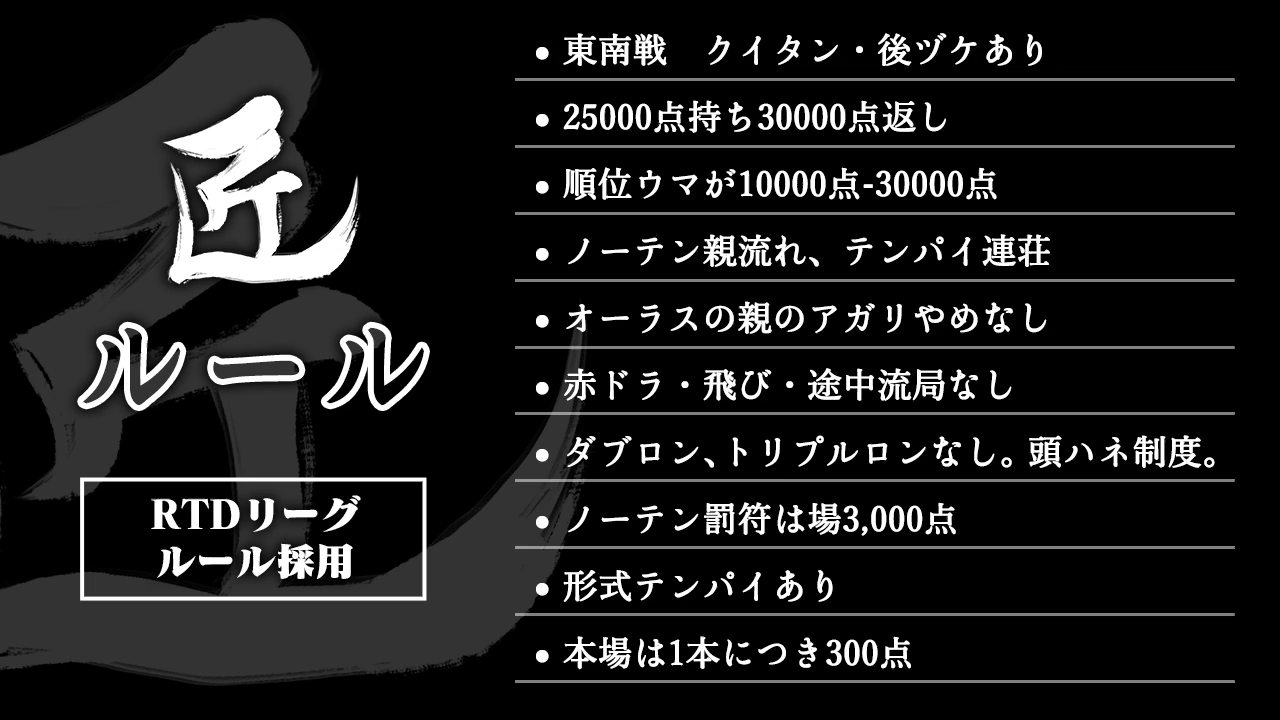 匠
ルール
RTDリーグ
ルール採用
● 東南戦　クイタン・後ヅケあり
● 25000点持ち30000点返し
● 順位ウマが10000点-30000点
● ノーテン親流れ、テンパイ連荘
● オーラスの親のアガリやめなし
● 赤ドラ・飛び・途中流局なし
● ダブロン、トリプルロンなし。頭ハネ制度。
● ノーテン罰符は場3,000点
● 形式テンパイあり
● 本場は1本につき300点